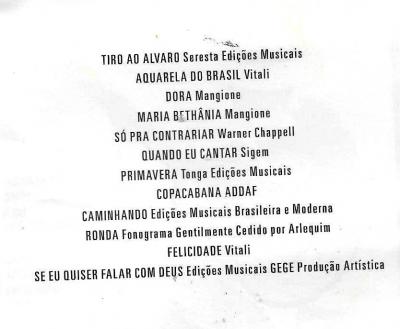 TIRO AO ALVARO Seresta Edições Musicais
AQUARELA DO BRASIL Vitali
DORA Mangione
MARIA BETHÂNIA Mangione
SÓ PRA CONTRARIAR Warner Chappell
QUANDO EU CANTAR Sigem
PRIMAVERA Tonga Edições Musicais
COPACABANA ADDAF
CAMINHANDO Edições Musicais Brasileira e Moderna
RONDA Fonograma Gentilmente Cedido por Arlequim
FELICIDADE Vitali
SE EU QUISER FALAR COM DEUS Edições Musicais GEGE Produção Artística